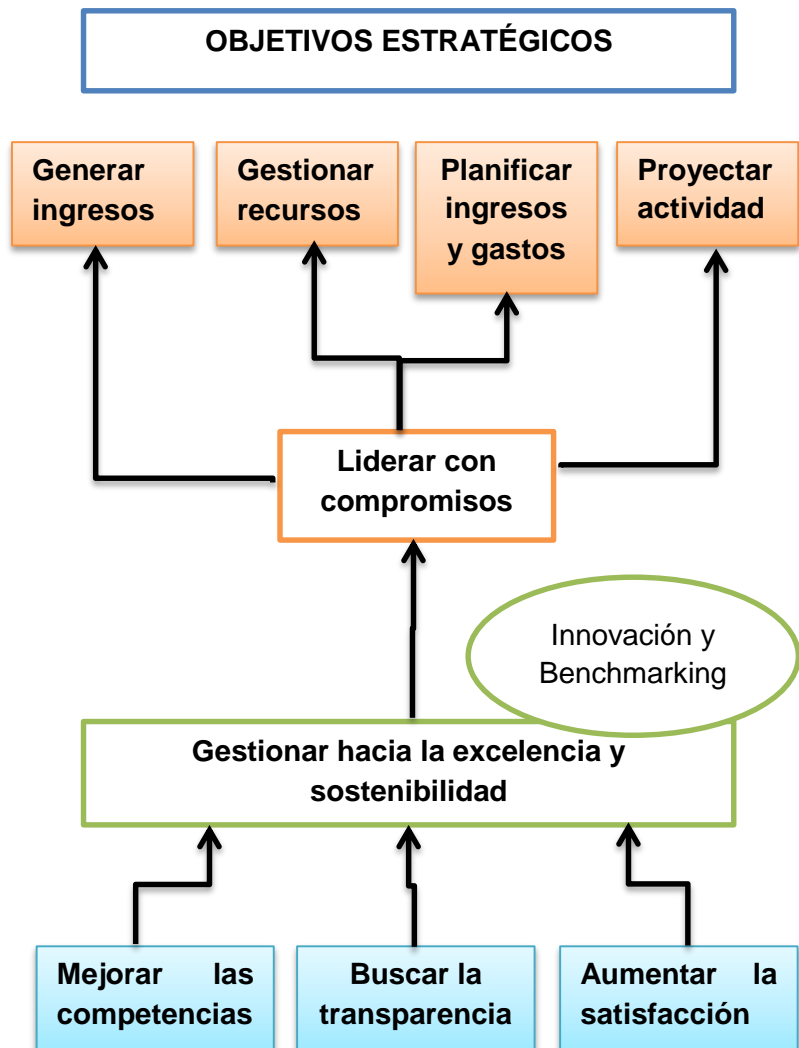 OBJETIVOS ESTRATÉGICOS
Generar
ingresos
Gestionar
recursos
Planificar
ingresos
y gastos
Proyectar
actividad
Liderar con
compromisos
Innovación y
Benchmarking
Gestionar hacia la excelencia y
sostenibilidad
Mejorar las
competencias
Buscar la
transparencia
Aumentar la
satisfacción